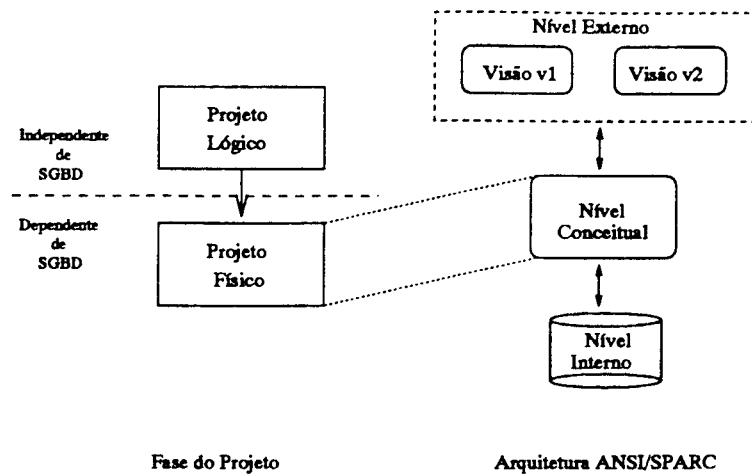 Nível Externo
Visão v1
Visão v2
Projeto
Lógico
Independente
de
SGBD
Dependente
de
SGBD
Projeto
Físico
Nível
Conceitual
Nível
Interno
Fase do Projeto
Arquitetura ANSI/SPARC